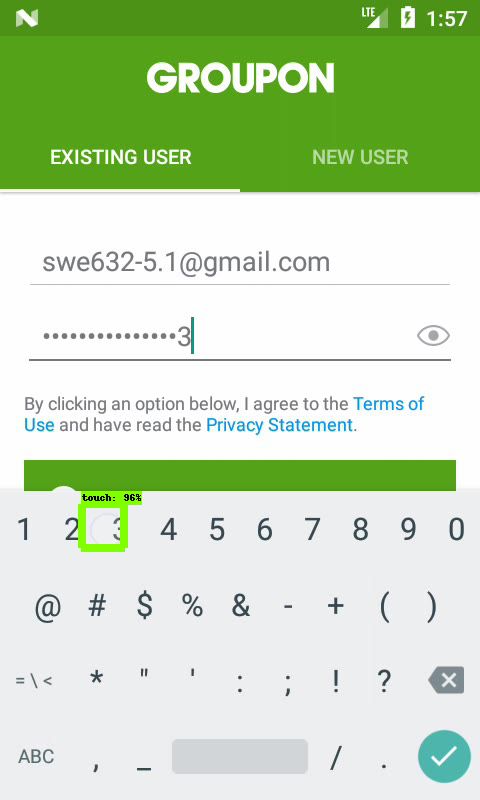 LTE 1:57
GROUPON
EXISTING USER NEW USER
swe632-5.1@gmail.com
•••••••••••••••3
By clicking an option below, I agree to the Terms of
Use and have read the Privacy Statement.
touch: 96%
1 2 3 4 5 6 7 8 9 0
@ # $ % & - + ( )
= \ < * " ' : ; ! ?
ABC , _ / .